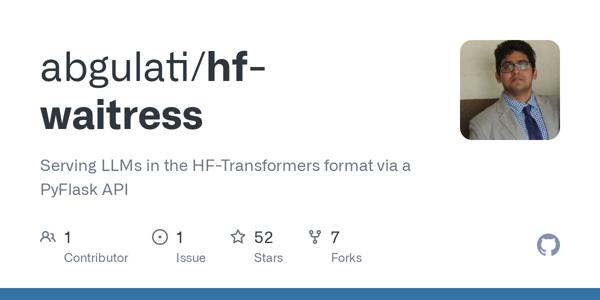 abgulati/hf-
waitress
Serving LLMs in the HF-Transformers format via a
PyFlask API
1
Contributor
1
Issue
52
Stars
7
Forks